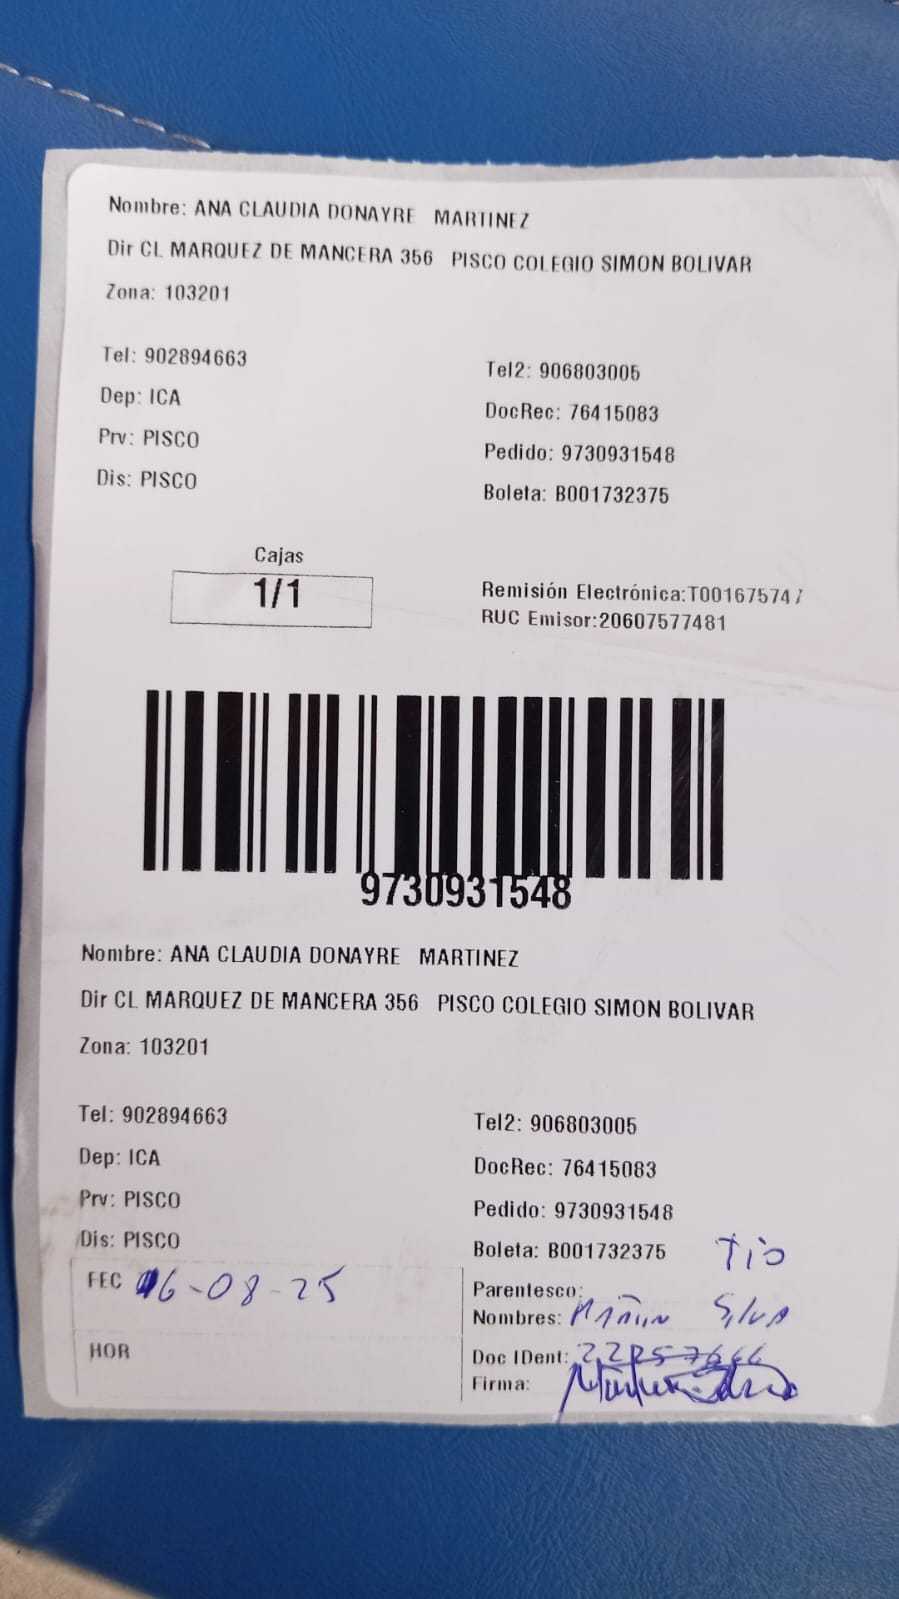 Nombre: ANA CLAUDIA DONAYRE MARTINEZ
Dir CL MARQUEZ DE MANCERA 356 PISCO COLEGIO SIMON BOLIVAR
Zona: 103201
Tel: 902894663 Tel2: 906803005
Dep: ICA DocRec: 76415083
Prv: PISCO Pedido: 9730931548
Dis: PISCO Boleta: B001732375
Cajas
1/1
Remisión Electrónica:T001675747
RUC Emisor:20607577481
9730931548
Nombre: ANA CLAUDIA DONAYRE MARTINEZ
Dir CL MARQUEZ DE MANCERA 356 PISCO COLEGIO SIMON BOLIVAR
Zona: 103201
Tel: 902894663 Tel2: 906803005
Dep: ICA DocRec: 76415083
Prv: PISCO Pedido: 9730931548
Dis: PISCO Boleta: B001732375
FEC 16-08-25 Parentesco: Tio
Nombres: Silva
HOR Doc IDent:
Firma: